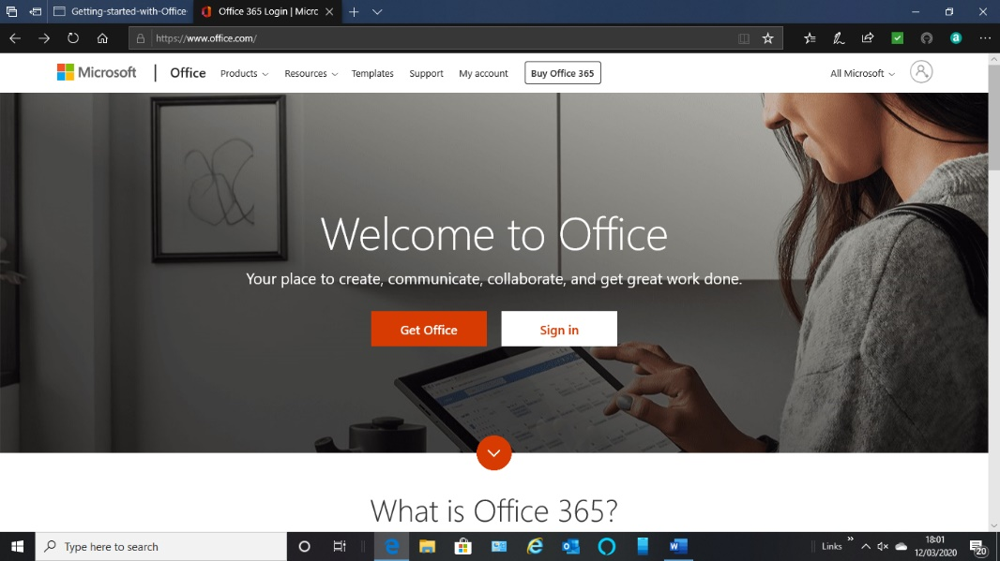 Getting-started-with-Office
Office 365 Login | Micrc
https://www.office.com/
Microsoft | Office Products Resources Templates Support My account Buy Office 365 All Microsoft
Welcome to Office
Your place to create, communicate, collaborate, and get great work done.
Get Office Sign in
What is Office 365?
Type here to search
Links
18:01
12/03/2020
20